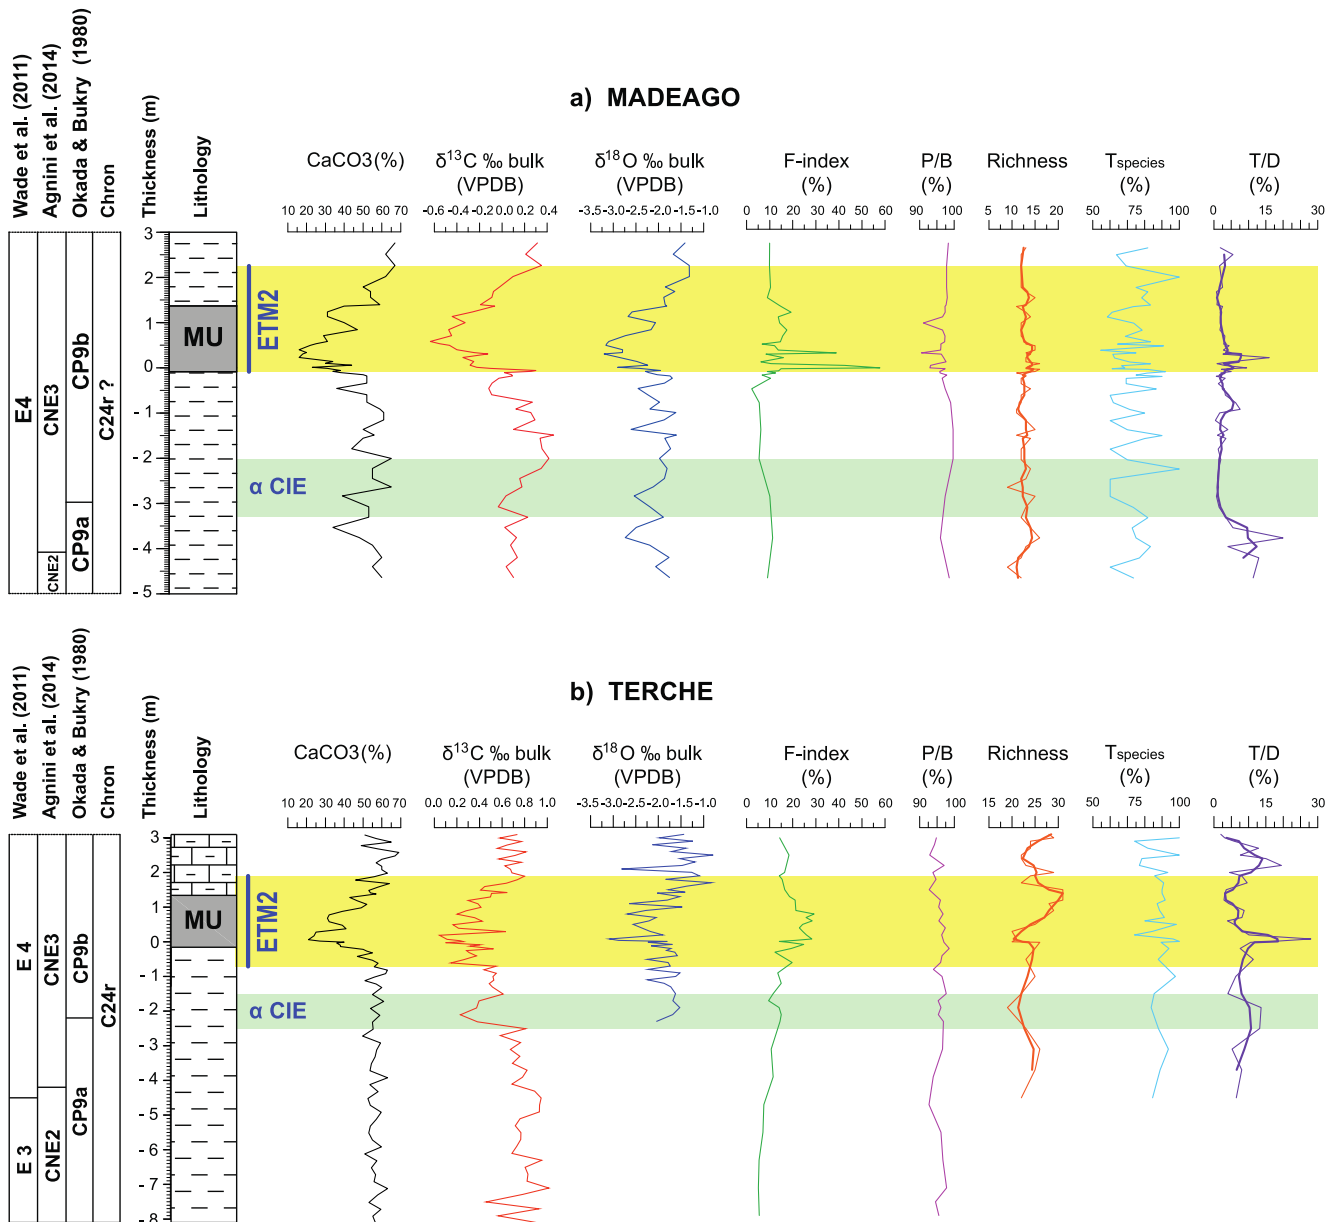 a) MADEAGO
Wade et al. (2011)
Agnini et al. (2014)
Okada & Bukry (1980)
Chron
Thickness (m)
Lithology
CaCO3(%)
δ13C ‰ bulk
(VPDB)
δ18O ‰ bulk
(VPDB)
F-index
(%)
P/B
(%)
Richness
Tspecies
(%)
T/D
(%)
10 20 30 40 50 60 70
-0.6 -0.4 -0.2 0.0 0.2 0.4
-3.5 -3.0 -2.5 -2.0 -1.5 -1.0
0 10 20 30 40 50 60
90 100
5 10 15 20
50 75 100
0 15 30
3
2
1
0
- 1
- 2
- 3
- 4
- 5
E4
CNE3
CNE2
CP9b
CP9a
C24r ?
MU
ETM2
α CIE
b) TERCHE
Wade et al. (2011)
Agnini et al. (2014)
Okada & Bukry (1980)
Chron
Thickness (m)
Lithology
CaCO3(%)
δ13C ‰ bulk
(VPDB)
δ18O ‰ bulk
(VPDB)
F-index
(%)
P/B
(%)
Richness
Tspecies
(%)
T/D
(%)
10 20 30 40 50 60 70
0.0 0.2 0.4 0.6 0.8 1.0
-3.5 -3.0 -2.5 -2.0 -1.5 -1.0
0 10 20 30 40 50 60
90 100
15 20 25 30 35
50 75 100
0 15 30
3
2
1
0
- 1
- 2
- 3
- 4
- 5
- 6
- 7
- 8
E 4
E 3
CNE3
CNE2
CP9b
CP9a
C24r
MU
ETM2
α CIE